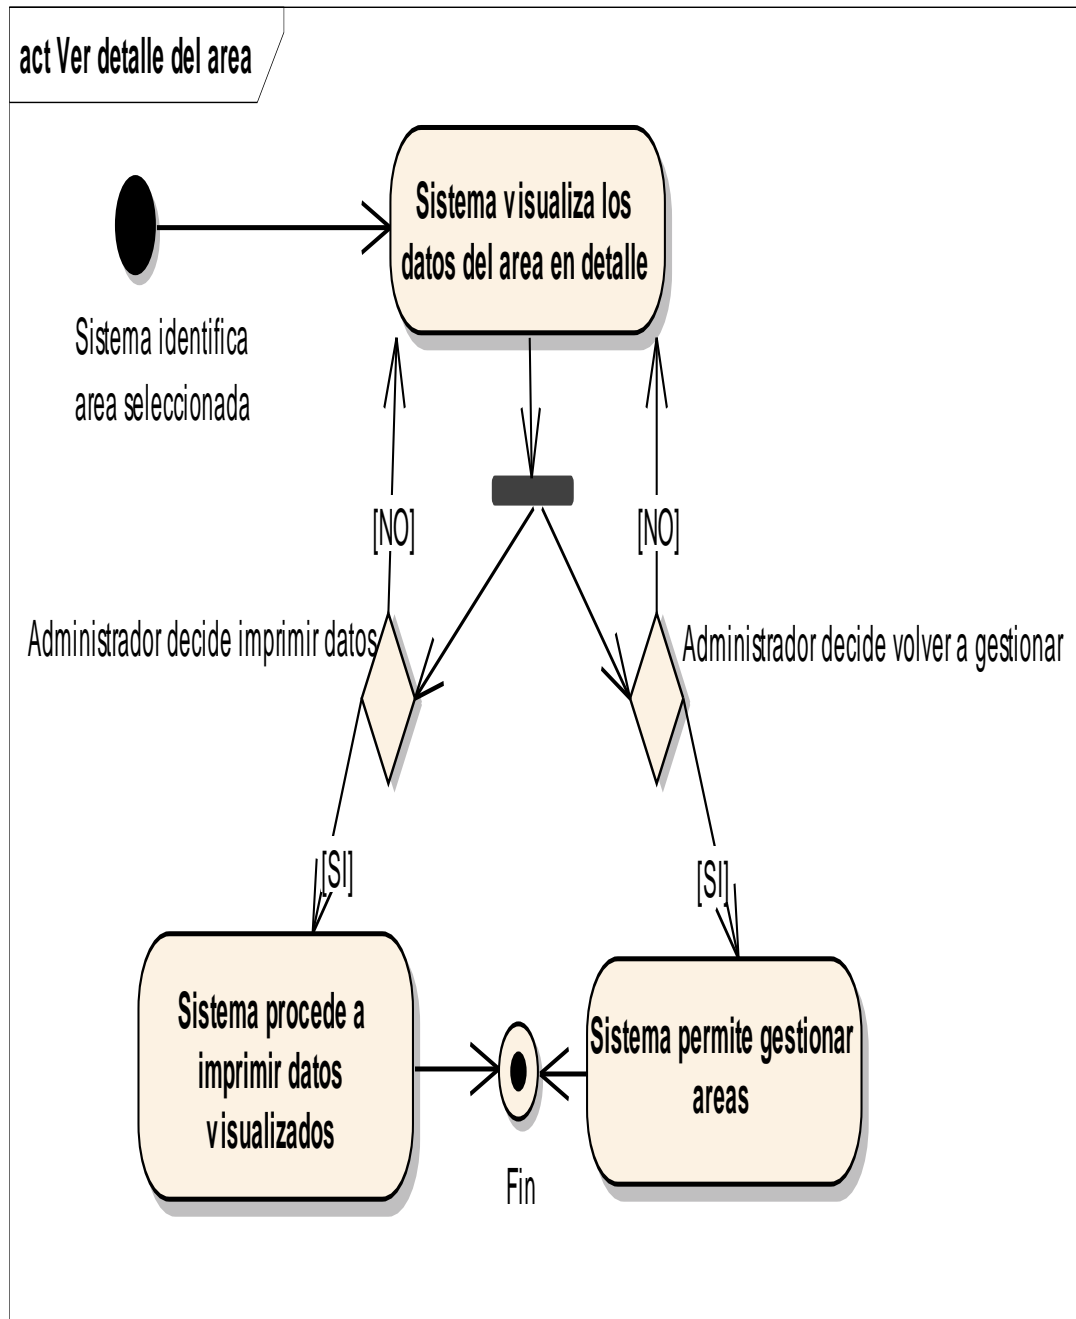 act Ver detalle del area
Sistema visualiza los
datos del area en detalle
Sistema identifica
area seleccionada
[NO]
[NO]
Administrador decide imprimir datos
Administrador decide volver a gestionar
[SI]
[SI]
Sistema procede a
imprimir datos
visualizados
Sistema permite gestionar
areas
Fin